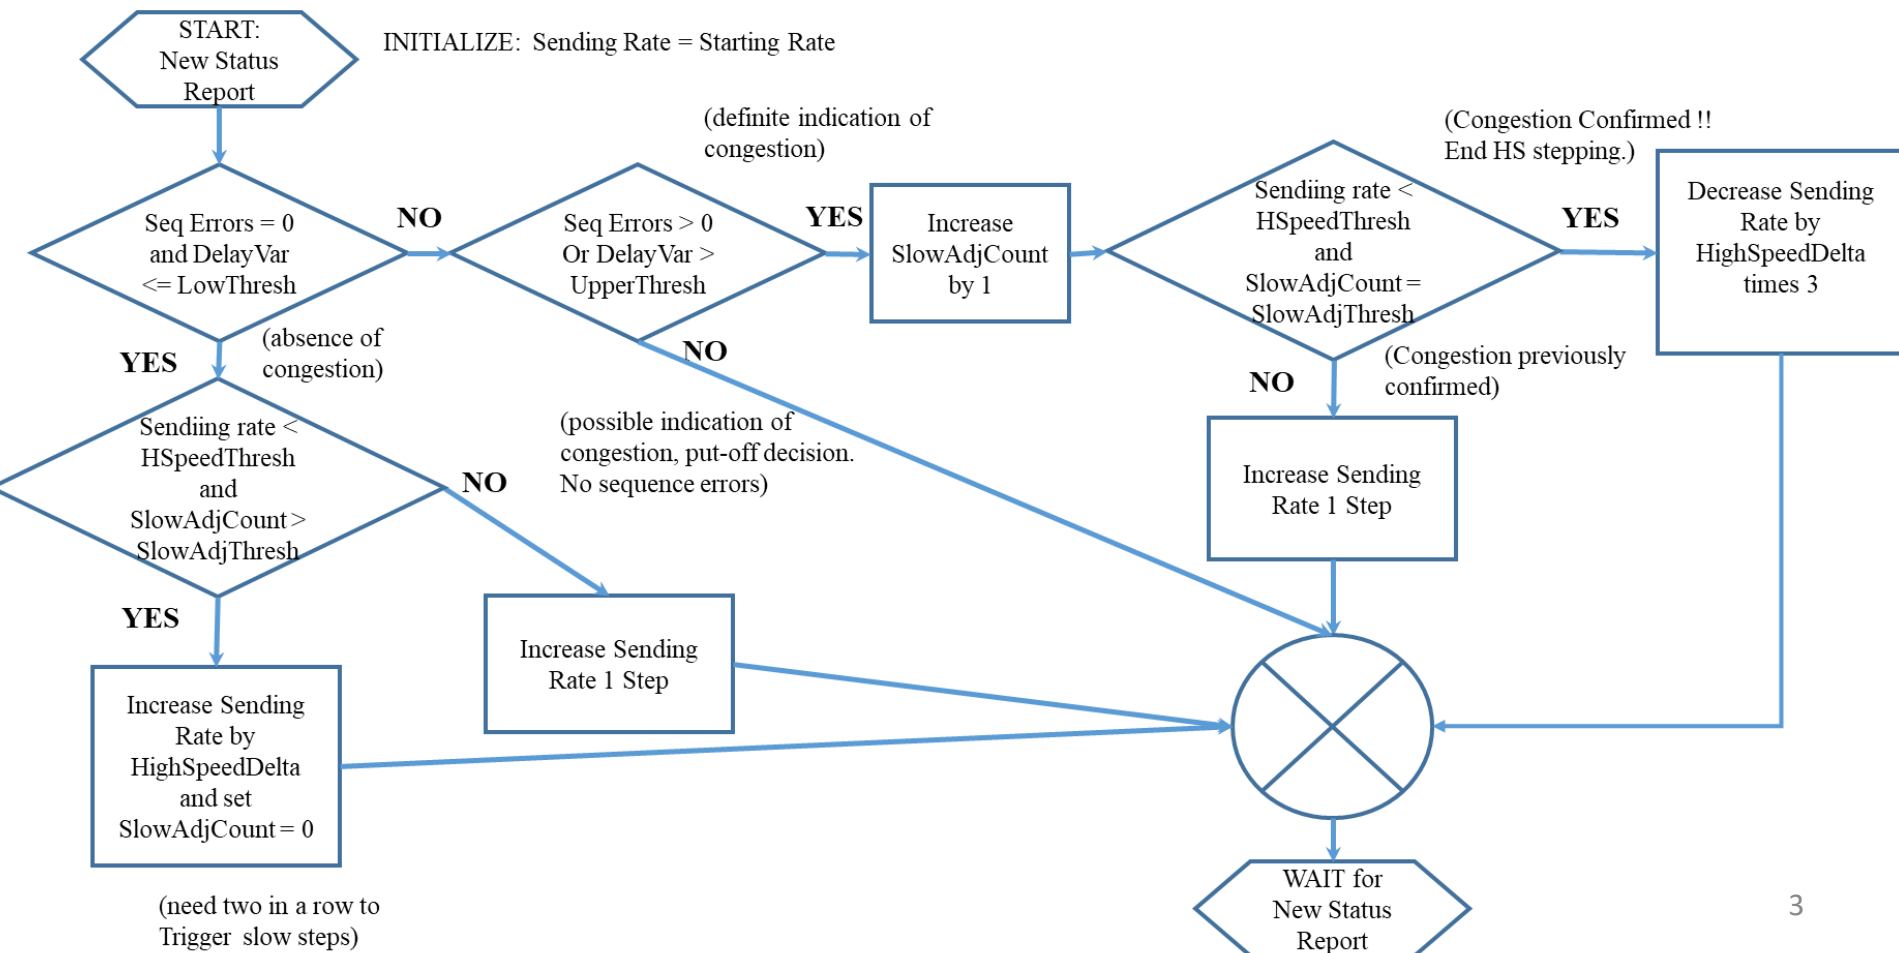 START:
New Status
Report
INITIALIZE:  Sending Rate = Starting Rate
Seq Errors = 0
and DelayVar
<= LowThresh
NO
(definite indication of
congestion)
Seq Errors > 0
Or DelayVar >
UpperThresh
YES
Increase
SlowAdjCount
by 1
Sendiing rate <
HSpeedThresh
and
SlowAdjCount =
SlowAdjThresh
(Congestion Confirmed !!
End HS stepping.)
YES
Decrease Sending
Rate by
HighSpeedDelta
times 3
YES
(absence of
congestion)
NO
(possible indication of
congestion, put-off decision.
No sequence errors)
NO
(Congestion previously
confirmed)
Increase Sending
Rate 1 Step
Sendiing rate <
HSpeedThresh
and
SlowAdjCount >
SlowAdjThresh
NO
YES
Increase Sending
Rate 1 Step
Increase Sending
Rate by
HighSpeedDelta
and set
SlowAdjCount = 0
(need two in a row to
Trigger  slow steps)
WAIT for
New Status
Report
3